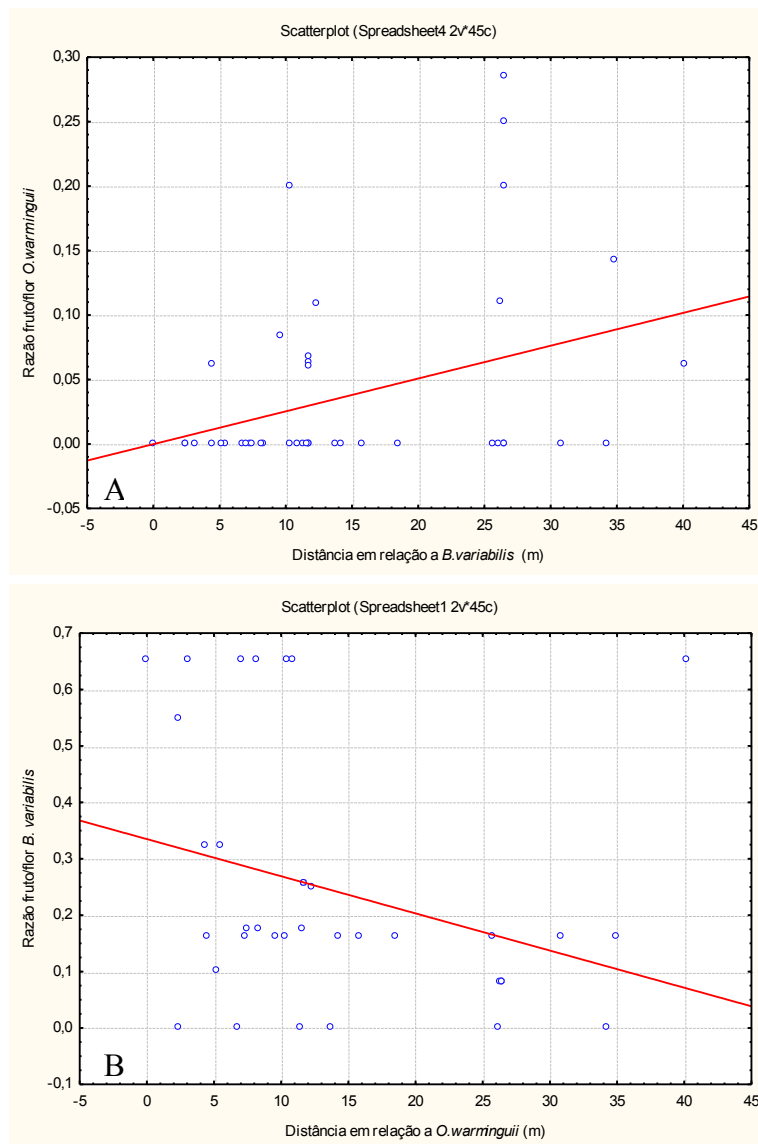 Scatterplot (Spreadsheet4 2v*45c)
0,30
0,25
0,20
0,15
0,10
0,05
0,00
-0,05
Razão fruto/flor O.warminguii
A
-5 0 5 10 15 20 25 30 35 40 45
Distância em relação a B.variabilis (m)
Scatterplot (Spreadsheet1 2v*45c)
0,7
0,6
0,5
0,4
0,3
0,2
0,1
0,0
-0,1
Razão fruto/flor B. variabilis
B
-5 0 5 10 15 20 25 30 35 40 45
Distância em relação a O.warminguii (m)